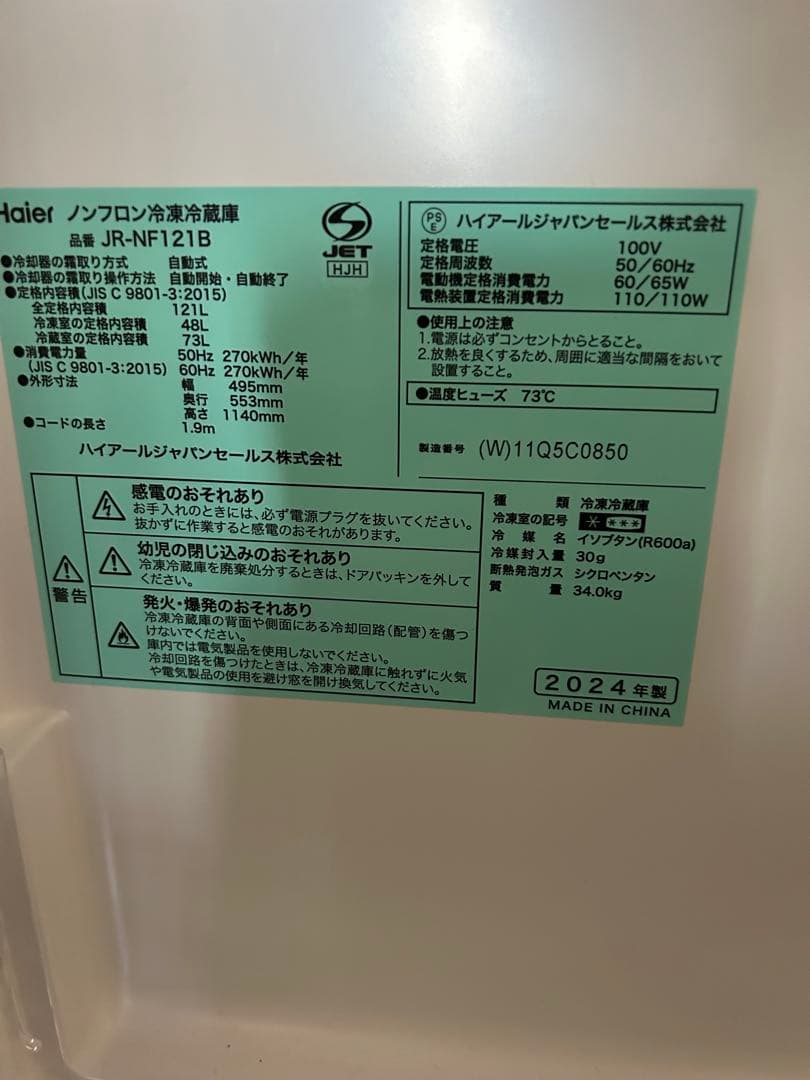 Haier ノンフロン冷凍冷蔵庫
品番 JR-NF121B
●冷却器の霜取り方式 自動式
●冷却器の霜取り操作方法 自動開始・自動終了
●定格内容積(JIS C 9801-3:2015)
全定格内容積 121L
冷凍室の定格内容積 48L
冷蔵室の定格内容積 73L
●消費電力量 50Hz 270kWh/年
(JIS C 9801-3:2015) 60Hz 270kWh/年
●外形寸法 幅 495mm
奥行 553mm
高さ 1140mm
●コードの長さ 1.9m
ハイアールジャパンセールス株式会社
S
JET
HJH
PSE ハイアールジャパンセールス株式会社
定格電圧 100V
定格周波数 50/60Hz
電動機定格消費電力 60/65W
電熱装置定格消費電力 110/110W
●使用上の注意
1.電源は必ずコンセントからとること。
2.放熱を良くするため、周囲に適当な間隔をおいて
設置すること。
●温度ヒューズ 73℃
製造番号 (W)11Q5C0850
警告
感電のおそれあり
お手入れのときには、必ず電源プラグを抜いてください。
抜かずに作業すると感電のおそれがあります。
幼児の閉じ込みのおそれあり
冷凍冷蔵庫を廃棄処分するときは、ドアパッキンを外して
ください。
発火・爆発のおそれあり
冷凍冷蔵庫の背面や側面にある冷却回路(配管)を傷つ
けないでください。
庫内では電気製品を使用しないでください。
冷却回路を傷つけたときは、冷凍冷蔵庫に触れずに火気
や電気製品の使用を避け窓を開け換気してください。
種類 冷凍冷蔵庫
冷凍室の記号 * ***
冷媒名 イソブタン(R600a)
冷媒封入量 30g
断熱発泡ガス シクロペンタン
質量 34.0kg
2024年製
MADE IN CHINA